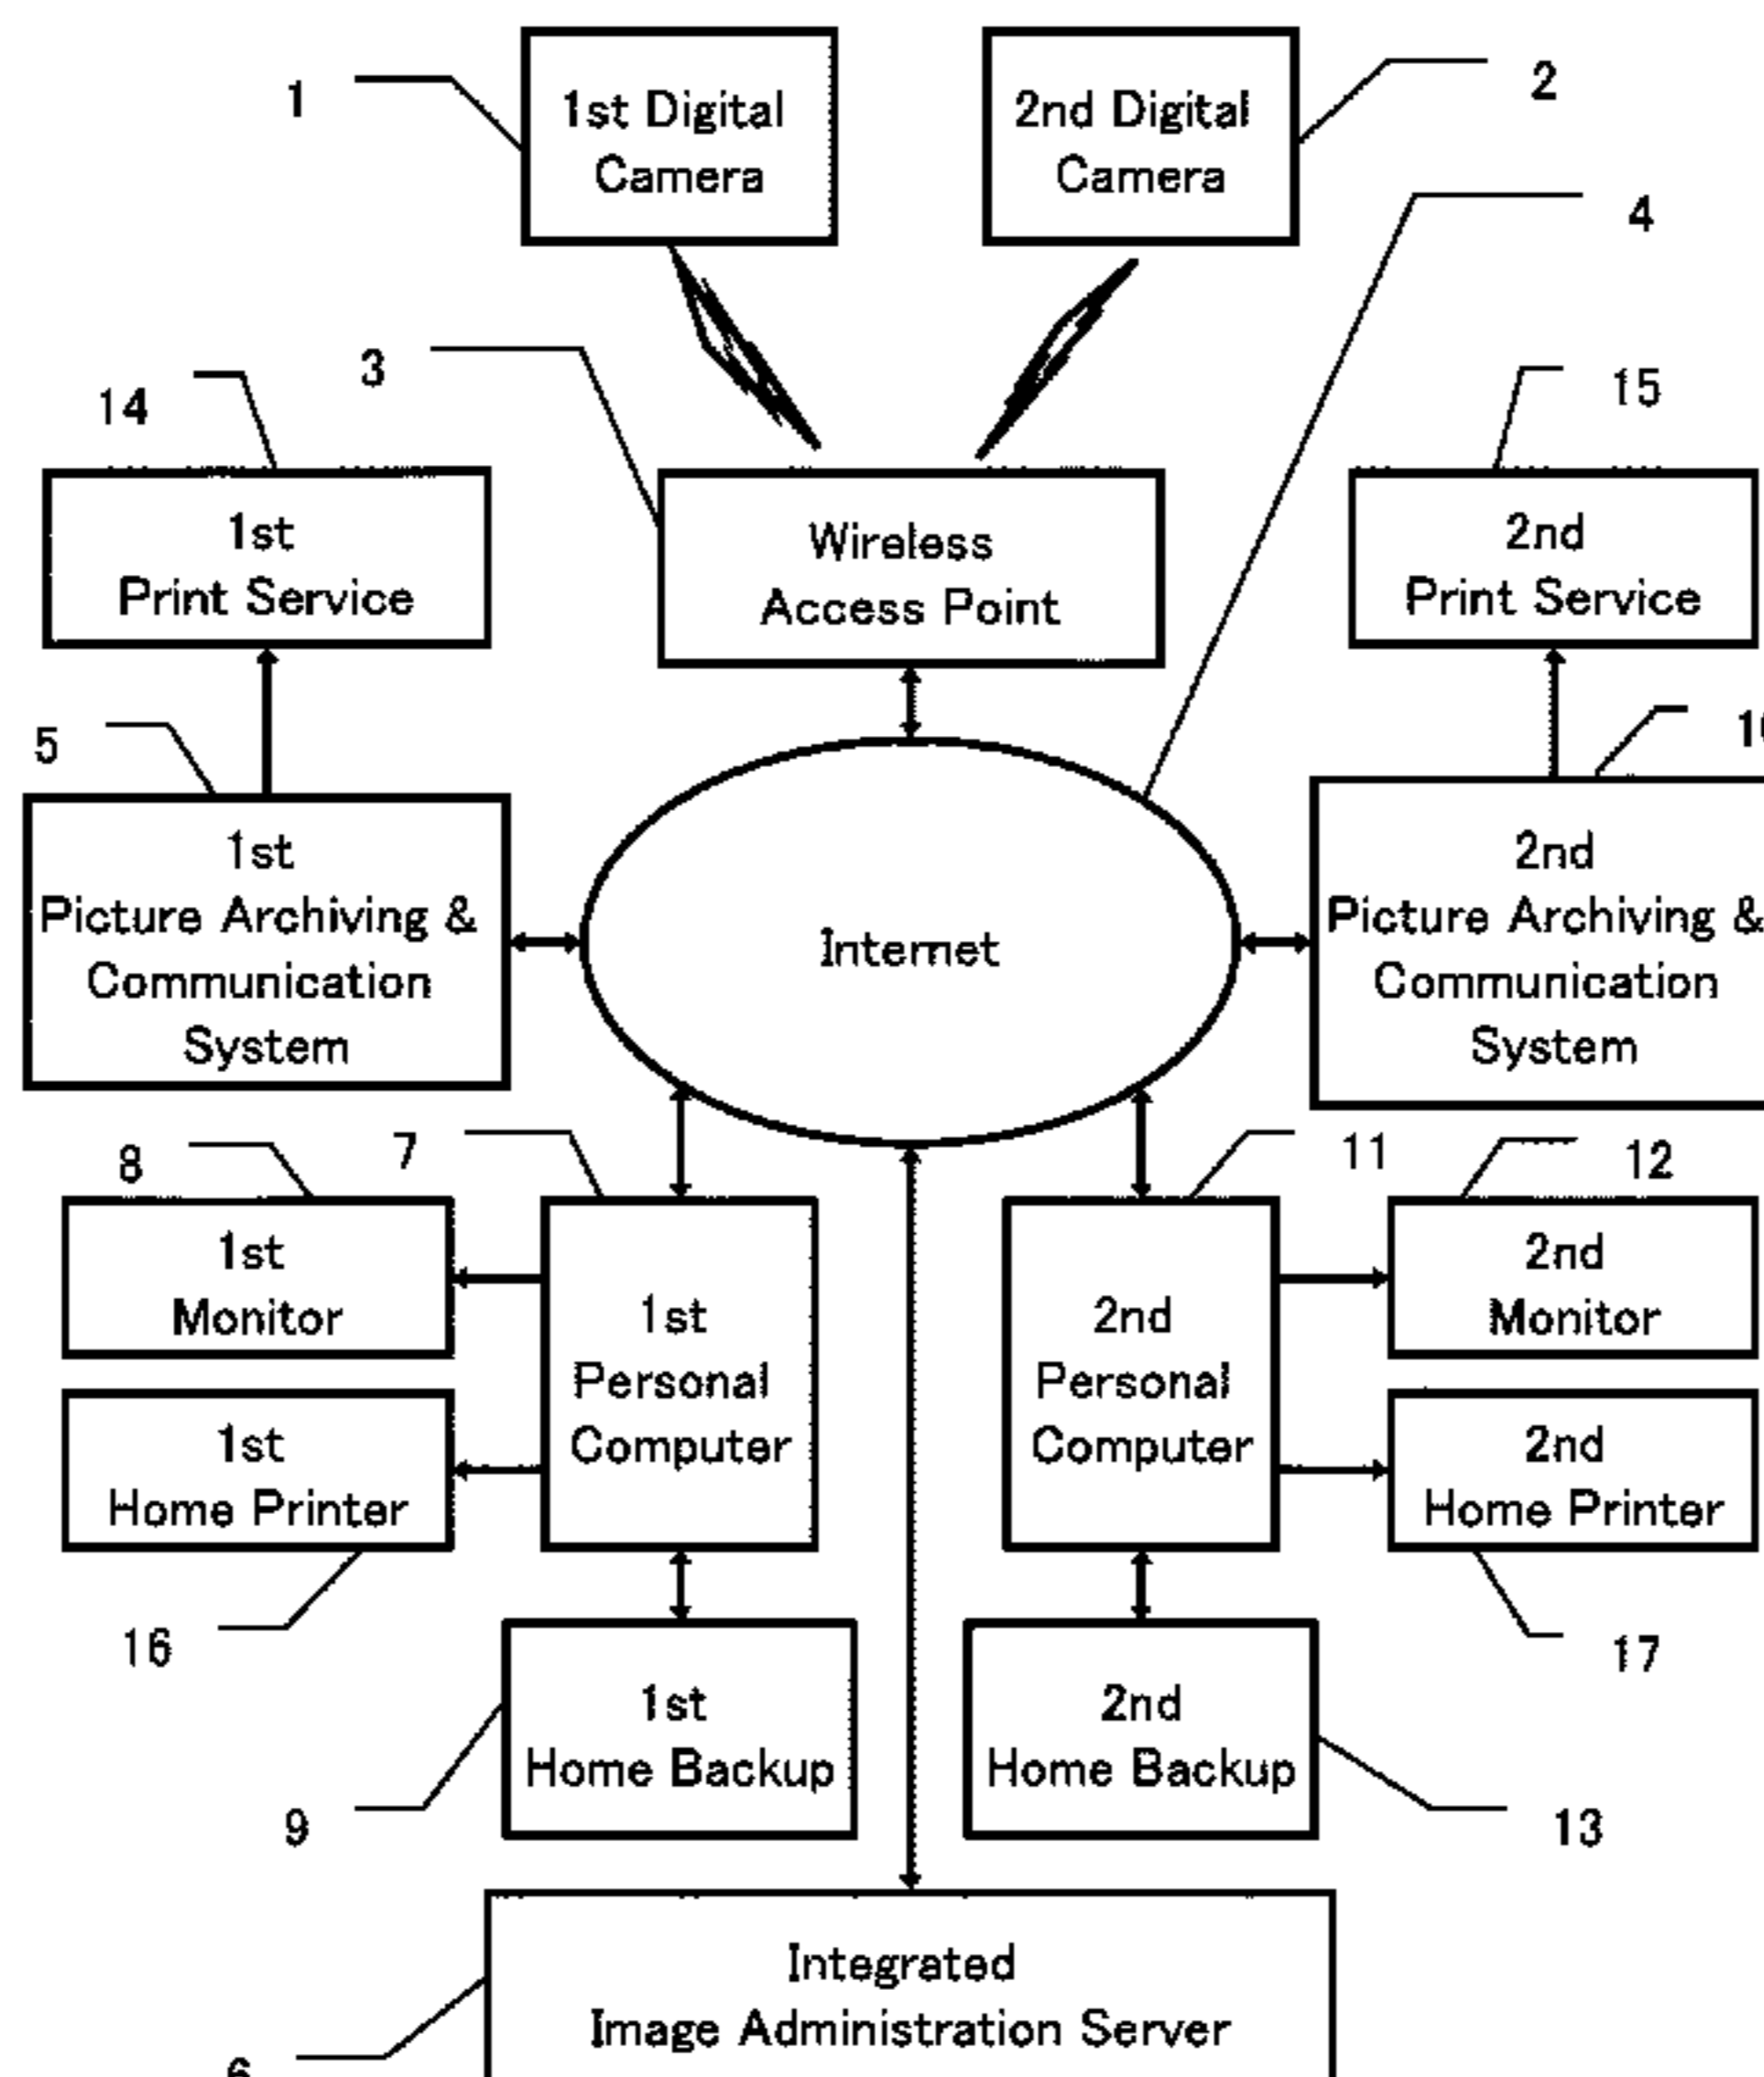 1
1st Digital
Camera
2nd Digital
Camera
2
4
3
14
15
1st
Print Service
Wireless
Access Point
2nd
Print Service
5
1st
Picture Archiving &
Communication
System
Internet
2nd
Picture Archiving &
Communication
System
8
7
11
12
1st
Monitor
1st
Personal
Computer
2nd
Personal
Computer
2nd
Monitor
1st
Home Printer
2nd
Home Printer
16
17
1st
Home Backup
2nd
Home Backup
9
13
Integrated
Image Administration Server
6